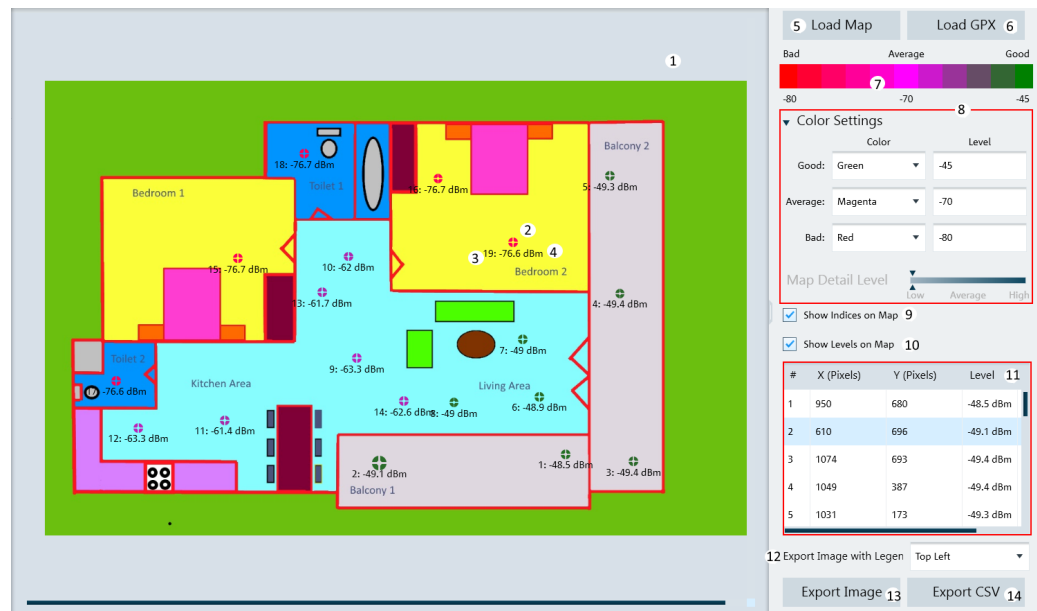 5 Load Map
Load GPX 6
1
Bad Average Good
7
-80 -70 -45
8
Color Settings
Color Level
Good: Green -45
Average: Magenta -70
Bad: Red -80
Map Detail Level
Low Average High
Show Indices on Map 9
Show Levels on Map 10
# X (Pixels) Y (Pixels) Level 11
1 950 680 -48.5 dBm
2 610 696 -49.1 dBm
3 1074 693 -49.4 dBm
4 1049 387 -49.4 dBm
5 1031 173 -49.3 dBm
12 Export Image with Legen Top Left
Export Image 13
Export CSV 14
Balcony 2
18: -76.7 dBm
Toilet 1
5: -49.3 dBm
Bedroom 1
16: -76.7 dBm
2
3 19: -76.6 dBm 4
Bedroom 2
15: -76.7 dBm
10: -62 dBm
13: -61.7 dBm
4: -49.4 dBm
7: -49 dBm
Toilet 2
9: -63.3 dBm
Kitchen Area
Living Area
17: -76.6 dBm
14: -62.6 dBm
8: -49 dBm
6: -48.9 dBm
12: -63.3 dBm
11: -61.4 dBm
1: -48.5 dBm
2: -49.1 dBm
3: -49.4 dBm
Balcony 1